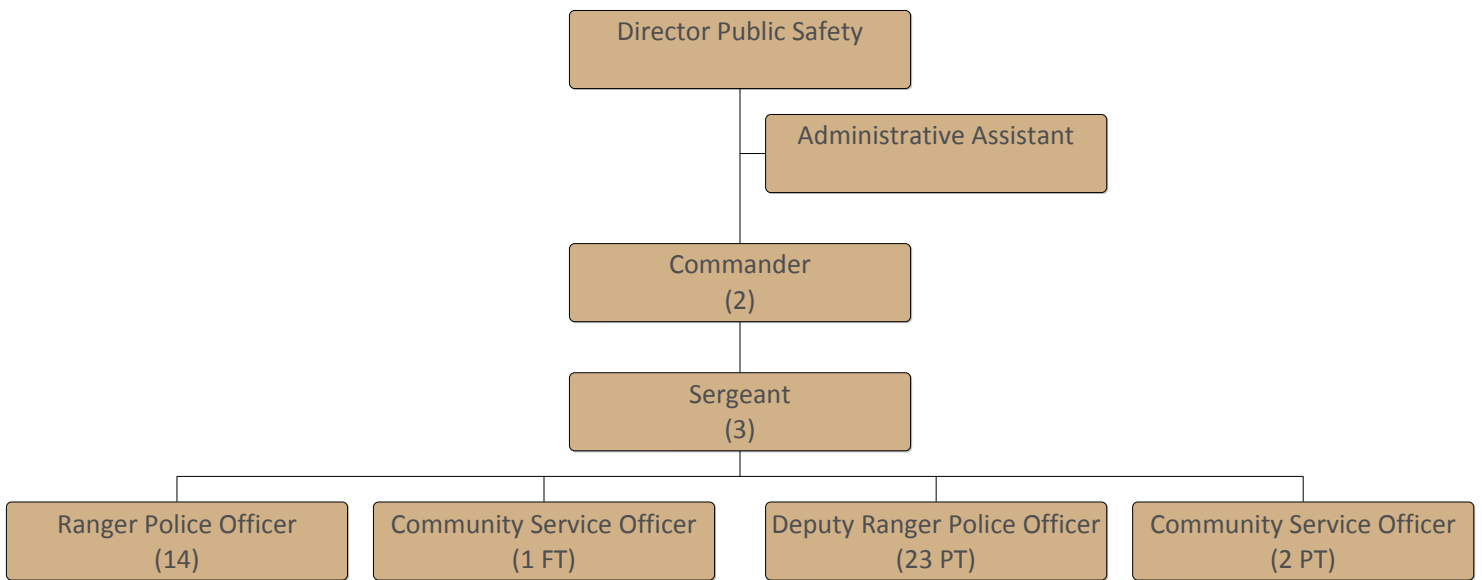 Director Public Safety
Administrative Assistant
Commander
(2)
Sergeant
(3)
Ranger Police Officer
(14)
Community Service Officer
(1 FT)
Deputy Ranger Police Officer
(23 PT)
Community Service Officer
(2 PT)